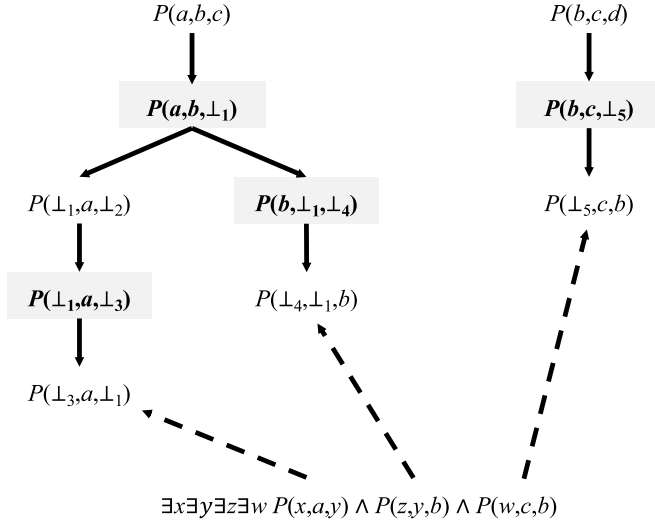 P(a,b,c) P(b,c,d)
P(a,b,⊥₁) P(b,c,⊥₅)
P(⊥₁,a,⊥₂) P(b,⊥₁,⊥₄) P(⊥₅,c,b)
P(⊥₁,a,⊥₃) P(⊥₄,⊥₁,b)
P(⊥₃,a,⊥₁)
∃x∃y∃z∃w P(x,a,y) ∧ P(z,y,b) ∧ P(w,c,b)